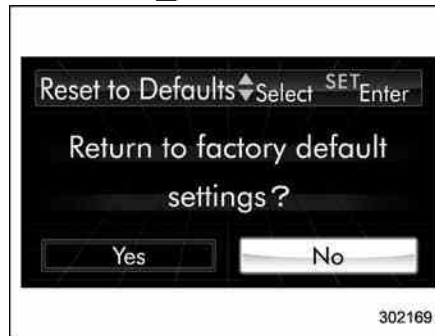 Reset to Defaults Select SET Enter
Return to factory default
settings?
Yes No
302169